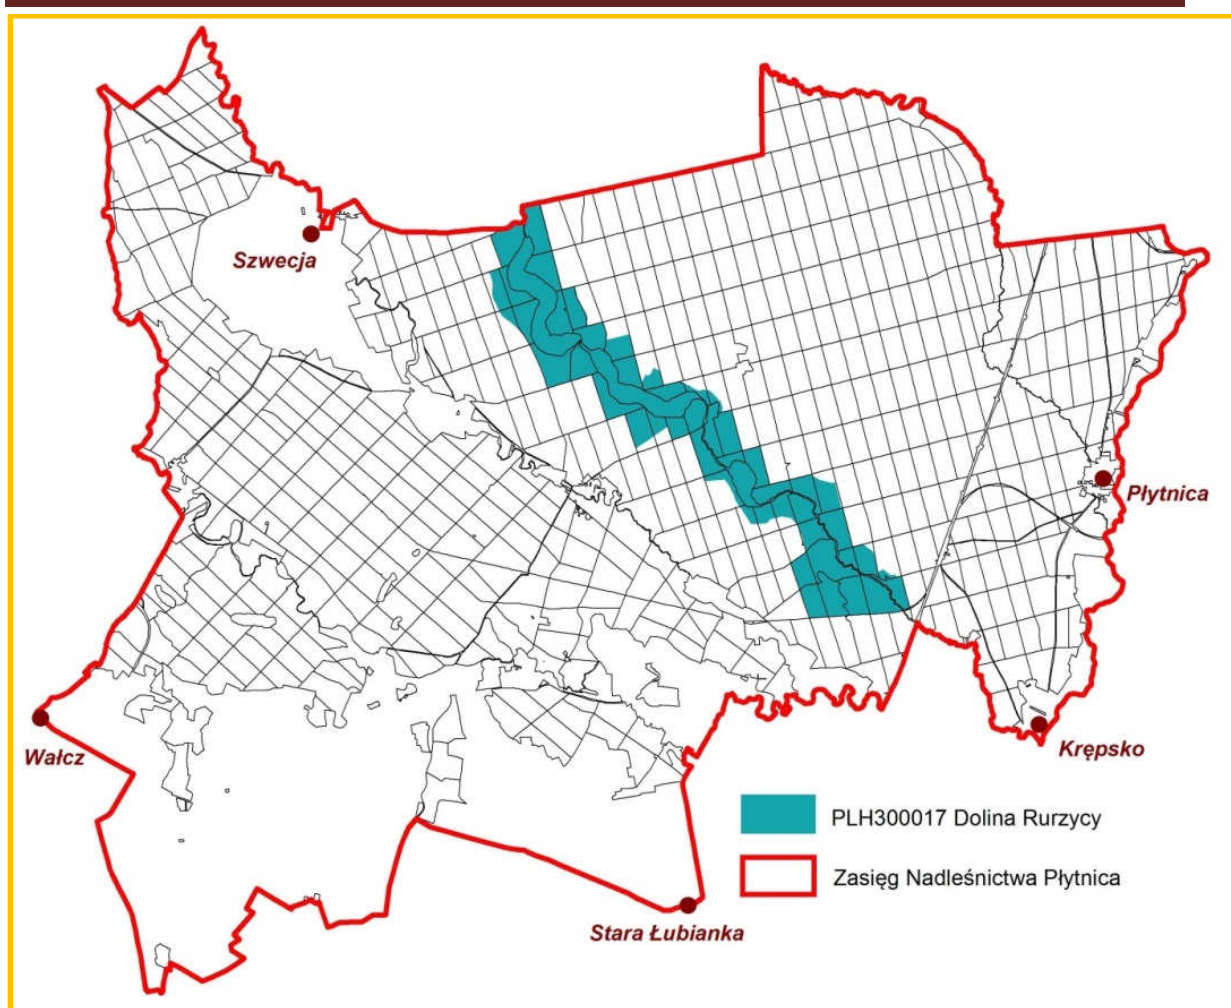 Szwecja
Płytnica
Wałcz
Krępsko
PLH300017 Dolina Rurzycy
Zasięg Nadleśnictwa Płytnica
Stara Łubianka